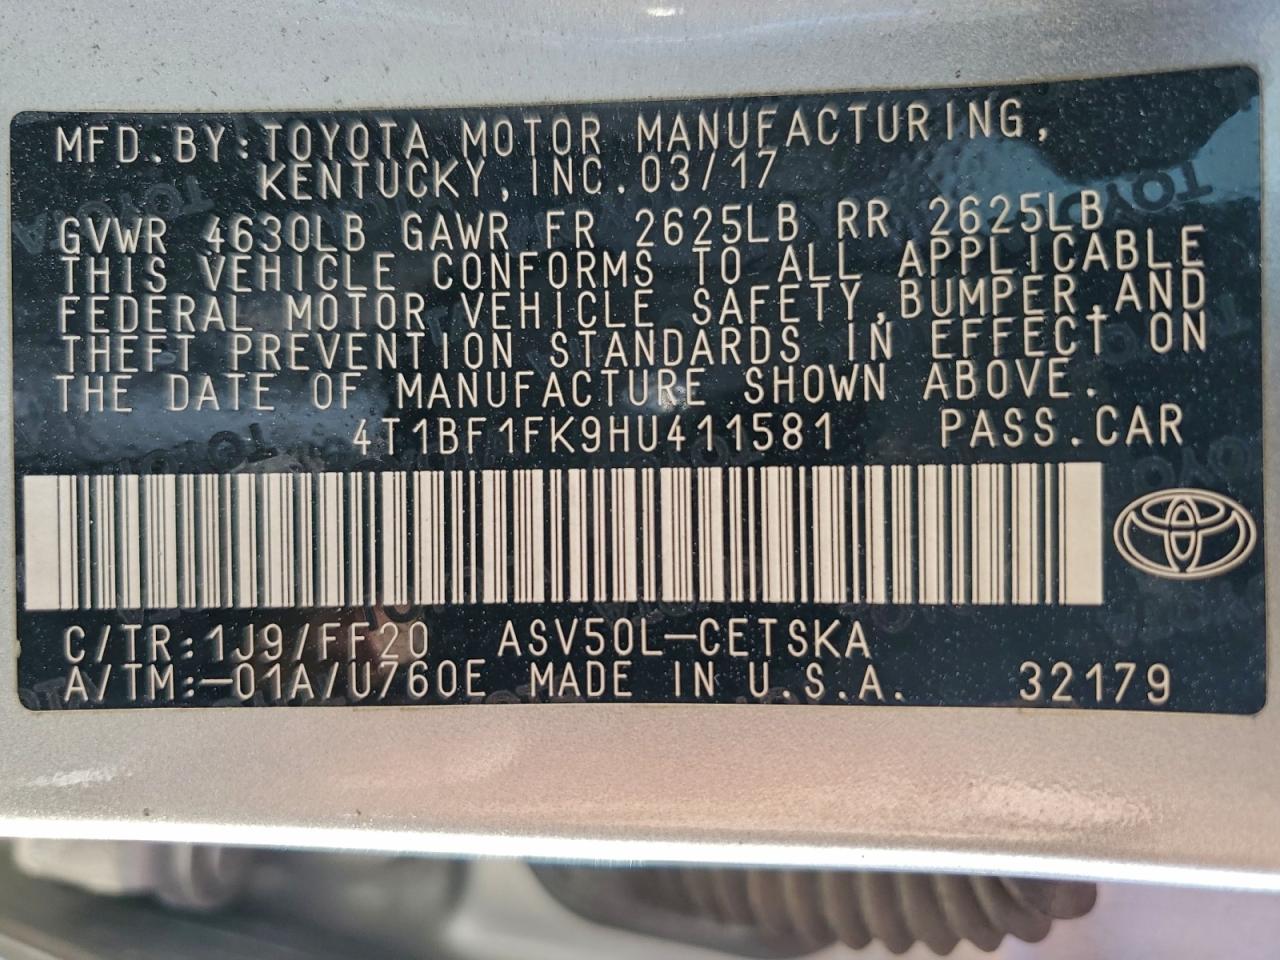 MFD.BY:TOYOTA MOTOR MANUFACTURING,
KENTUCKY,INC.03/17
GVWR 4630LB GAWR FR 2625LB RR 2625LB
THIS VEHICLE CONFORMS TO ALL APPLICABLE
FEDERAL MOTOR VEHICLE SAFETY,BUMPER,AND
THEFT PREVENTION STANDARDS IN EFFECT ON
THE DATE OF MANUFACTURE SHOWN ABOVE.
4T1BF1FK9HU411581 PASS.CAR
C/TR:1J9/FF20 ASV50L-CETSKA
A/TM:-01A/U760E MADE IN U.S.A. 32179